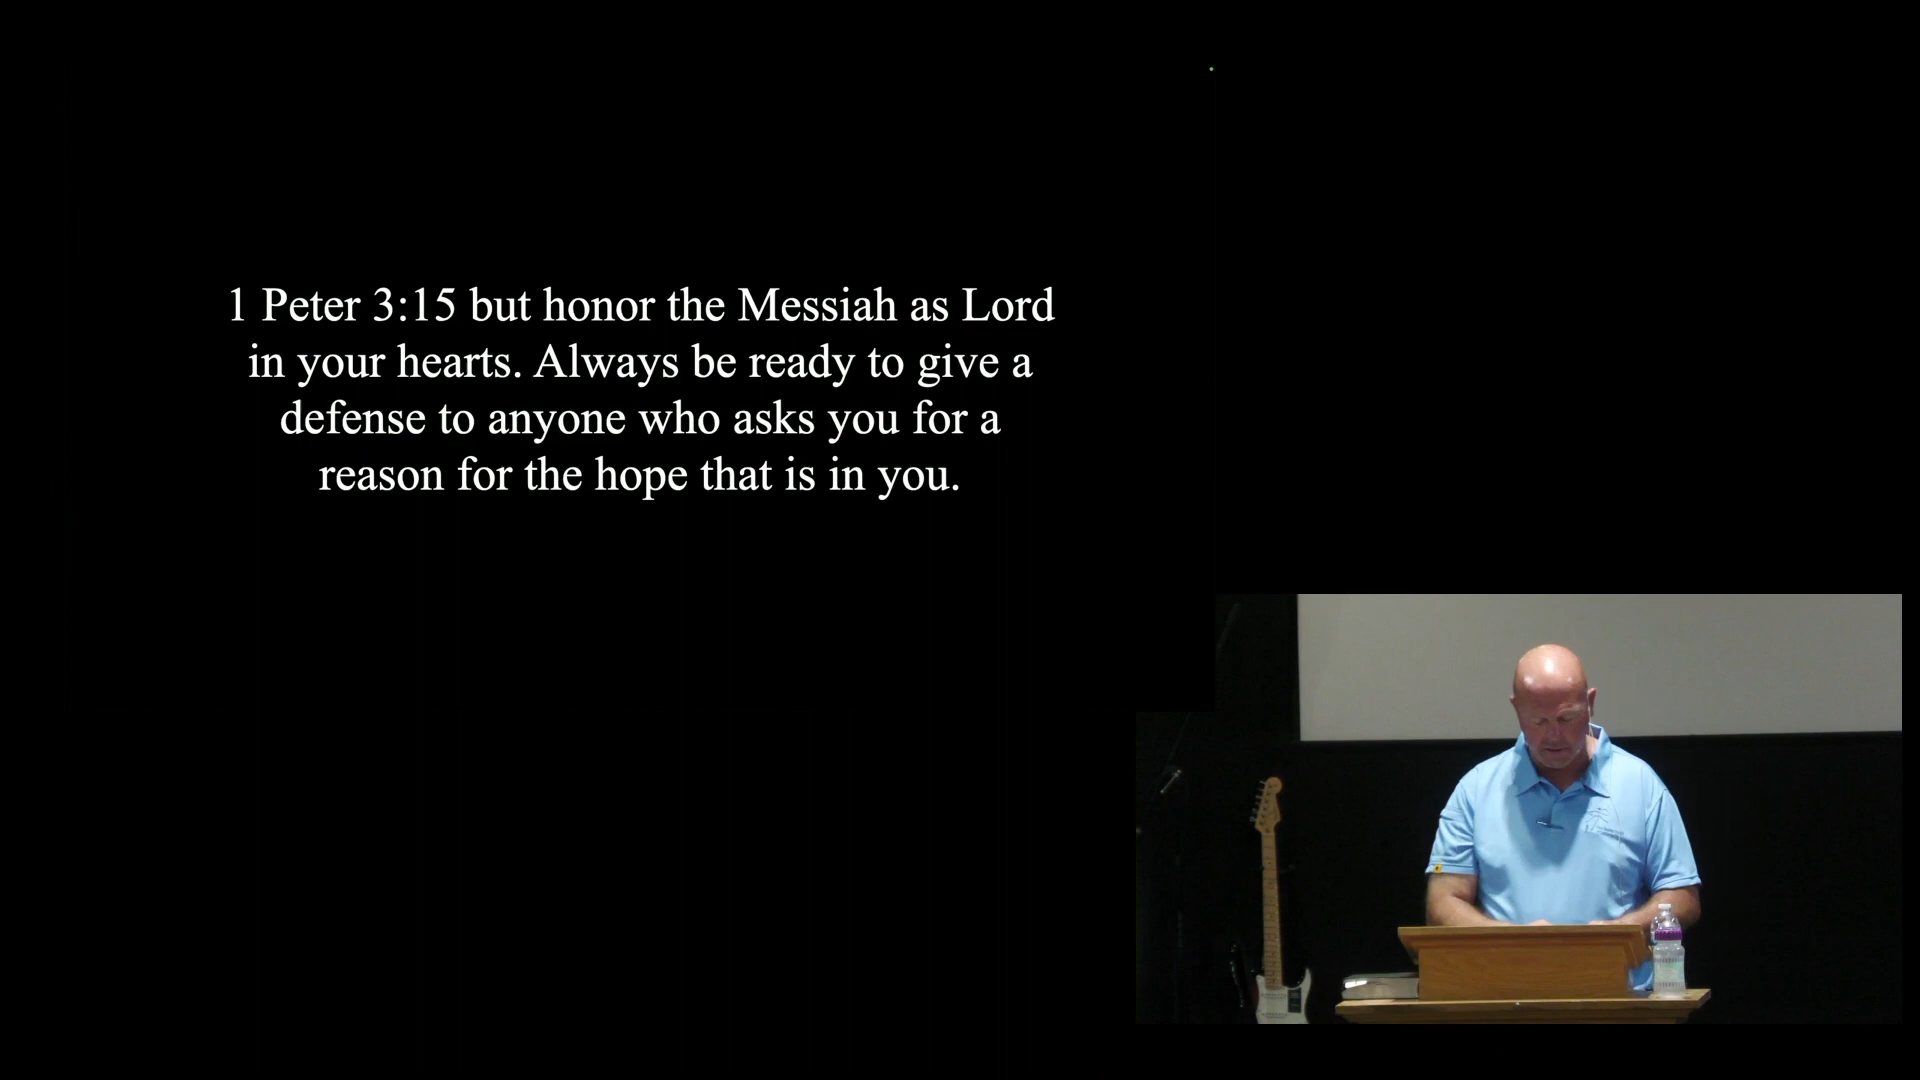 1 Peter 3:15 but honor the Messiah as Lord
in your hearts. Always be ready to give a
defense to anyone who asks you for a
reason for the hope that is in you.